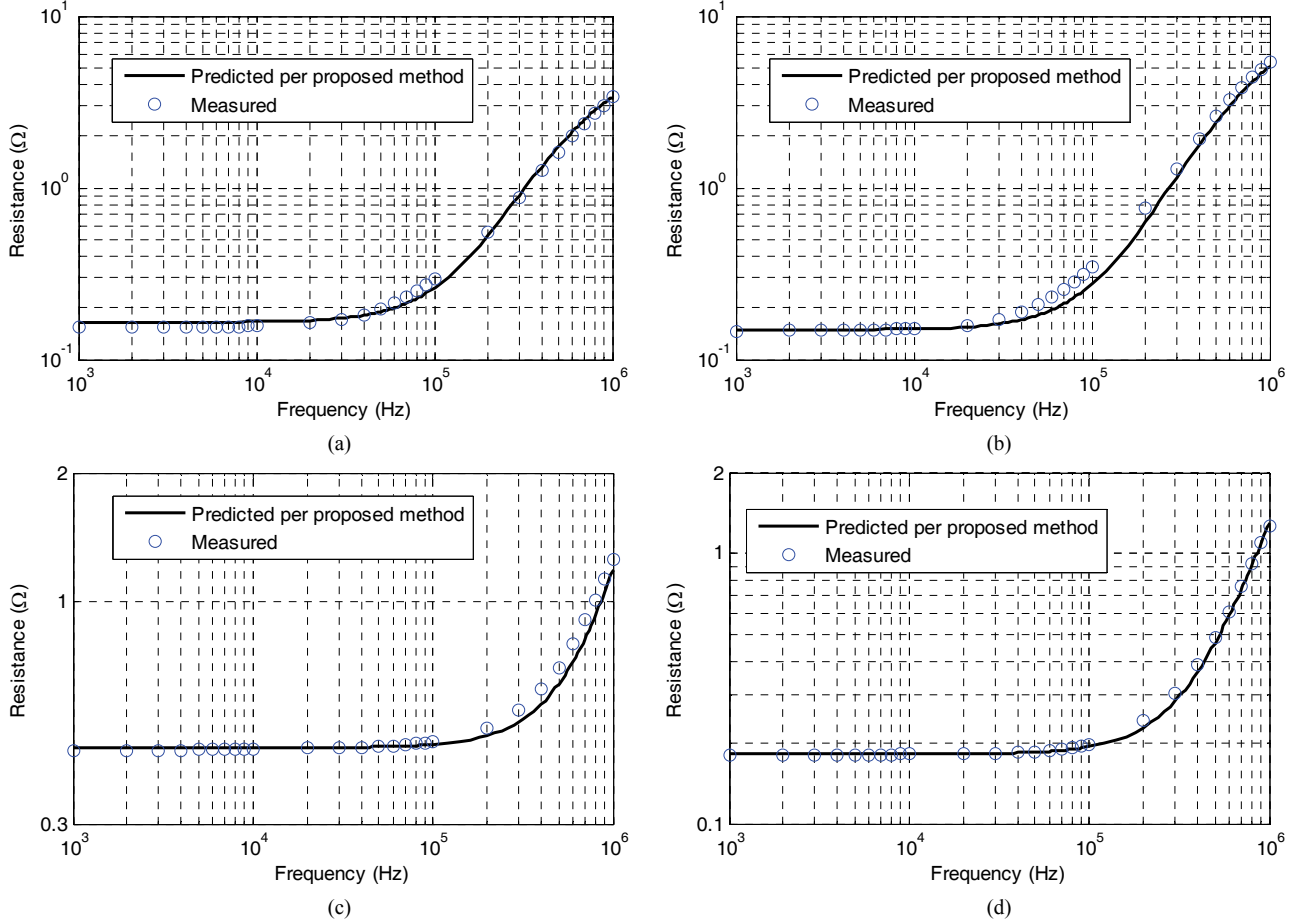 10^1
10^0
10^-1
Resistance (Ω)
Predicted per proposed method
Measured
10^3 10^4 10^5 10^6
Frequency (Hz)
(a)
10^1
10^0
10^-1
Resistance (Ω)
Predicted per proposed method
Measured
10^3 10^4 10^5 10^6
Frequency (Hz)
(b)
2
1
0.3
Resistance (Ω)
Predicted per proposed method
Measured
10^3 10^4 10^5 10^6
Frequency (Hz)
(c)
2
1
0.1
Resistance (Ω)
Predicted per proposed method
Measured
10^3 10^4 10^5 10^6
Frequency (Hz)
(d)